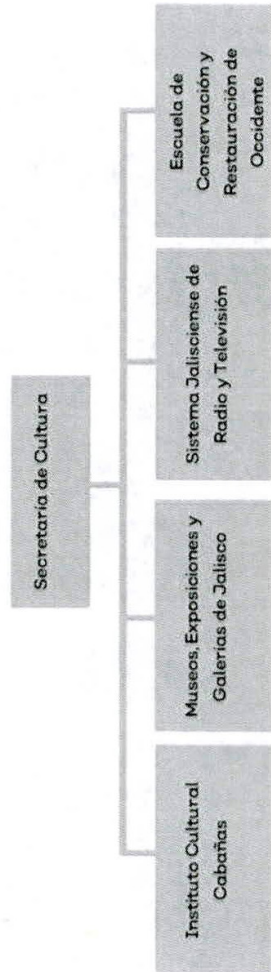 Secretaría de Cultura
Instituto Cultural
Cabañas
Museos, Exposiciones y
Galerías de Jalisco
Sistema Jalisciense de
Radio y Televisión
Escuela de
Conservación y
Restauración de
Occidente